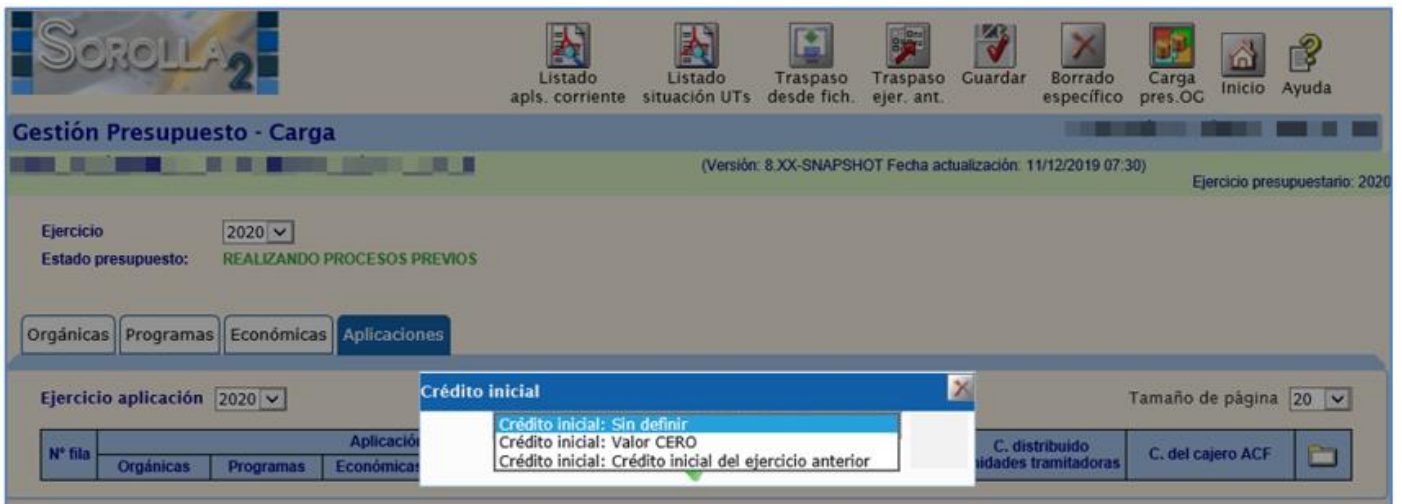 SOROLLA2
Listado apls. corriente
Listado situación UTs
Traspaso desde fich.
Traspaso ejer. ant.
Guardar
Borrado específico
Carga pres.OG
Inicio
Ayuda
Gestión Presupuesto - Carga
(Versión: 8.XX-SNAPSHOT Fecha actualización: 11/12/2019 07:30)
Ejercicio presupuestario: 2020
Ejercicio 2020
Estado presupuesto: REALIZANDO PROCESOS PREVIOS
Orgánicas Programas Económicas Aplicaciones
Ejercicio aplicación 2020
Tamaño de página 20
Crédito inicial
Crédito inicial: Sin definir
Crédito inicial: Valor CERO
Crédito inicial: Crédito inicial del ejercicio anterior
Nº fila
Orgánicas Programas
C. distribuido
tramitadoras
C. del cajero ACF